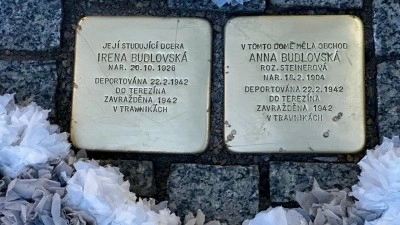 JEJÍ STUDUJÍCÍ DCERA
IRENA BUDLOVSKÁ
NAR. 20.10.1926
DEPORTOVÁNA 22.2.1942
DO TEREZÍNA
ZAVRAŽDĚNA 1942
V TRAWNIKÁCH
V TOMTO DOMĚ MĚLA OBCHOD
ANNA BUDLOVSKÁ
ROZ. STEINEROVÁ
NAR. 18.2.1904
DEPORTOVÁNA 22.2.1942
DO TEREZÍNA
ZAVRAŽDĚNA 1942
V TRAVNIKÁCH